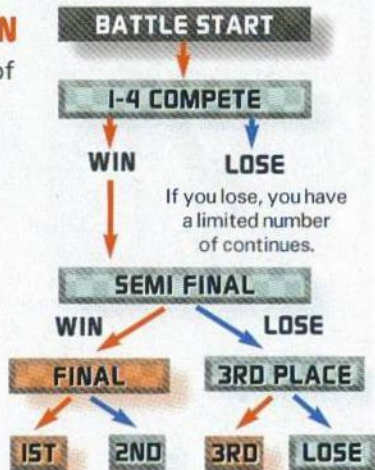 N
of
BATTLE START
1-4 COMPETE
WIN LOSE
If you lose, you have
a limited number
of continues.
SEMI FINAL
WIN LOSE
FINAL 3RD PLACE
1ST 2ND 3RD LOSE